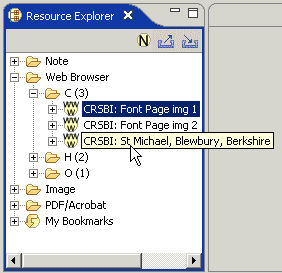 Resource Explorer
N
Note
Web Browser
C (3)
W CRSBI: Font Page img 1
W CRSBI: Font Page img 2
W CRSBI: St Michael, Blewbury, Berkshire
H (2)
O (1)
Image
PDF/Acrobat
My Bookmarks